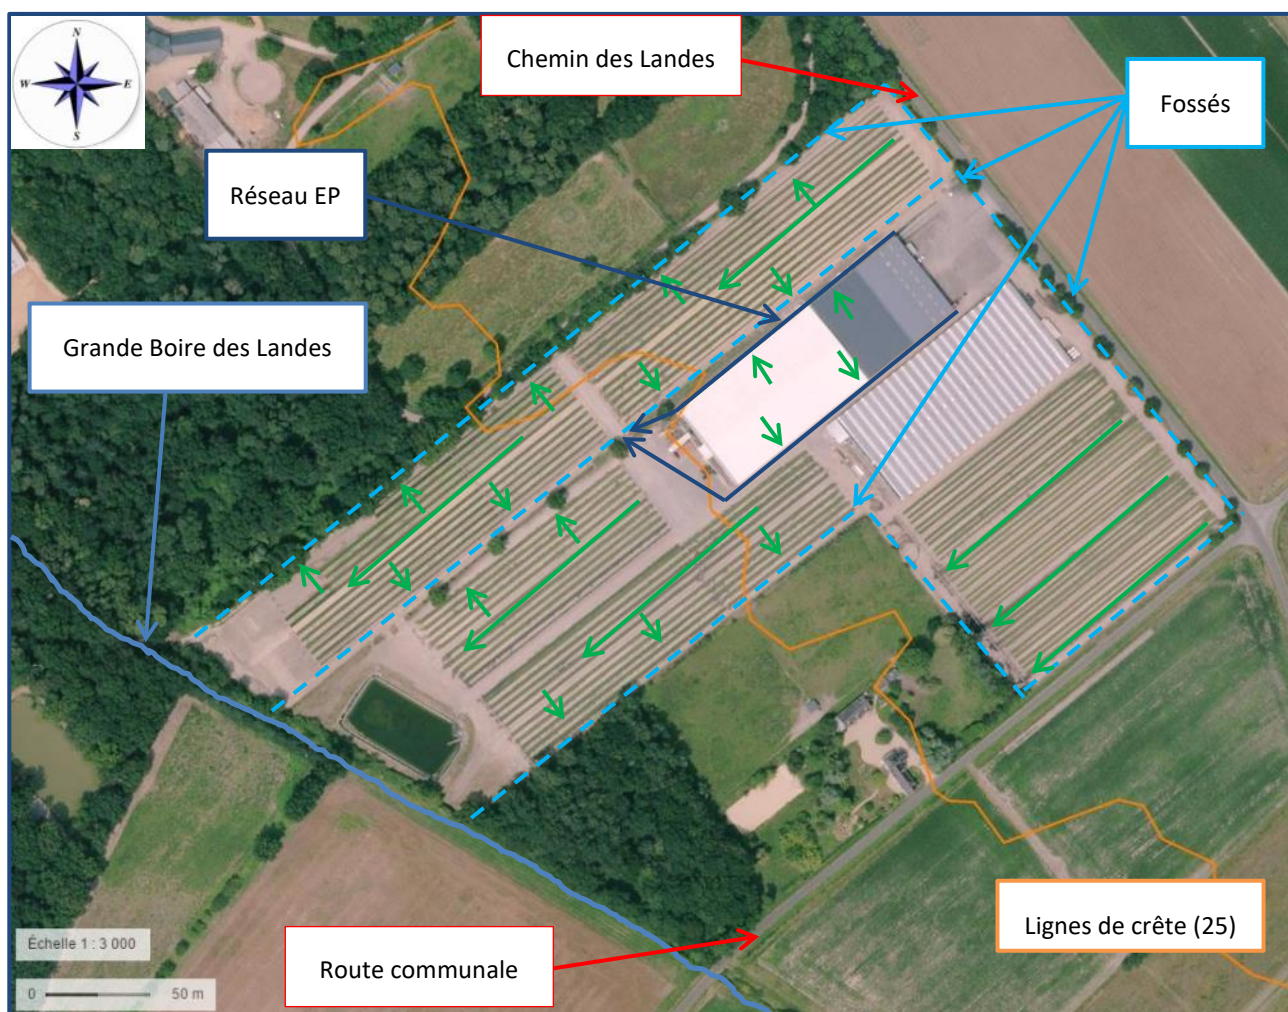 N
W E
S
Chemin des Landes
Fossés
Réseau EP
Grande Boire des Landes
Lignes de crête (25)
Échelle 1 : 3 000
0 50 m
Route communale